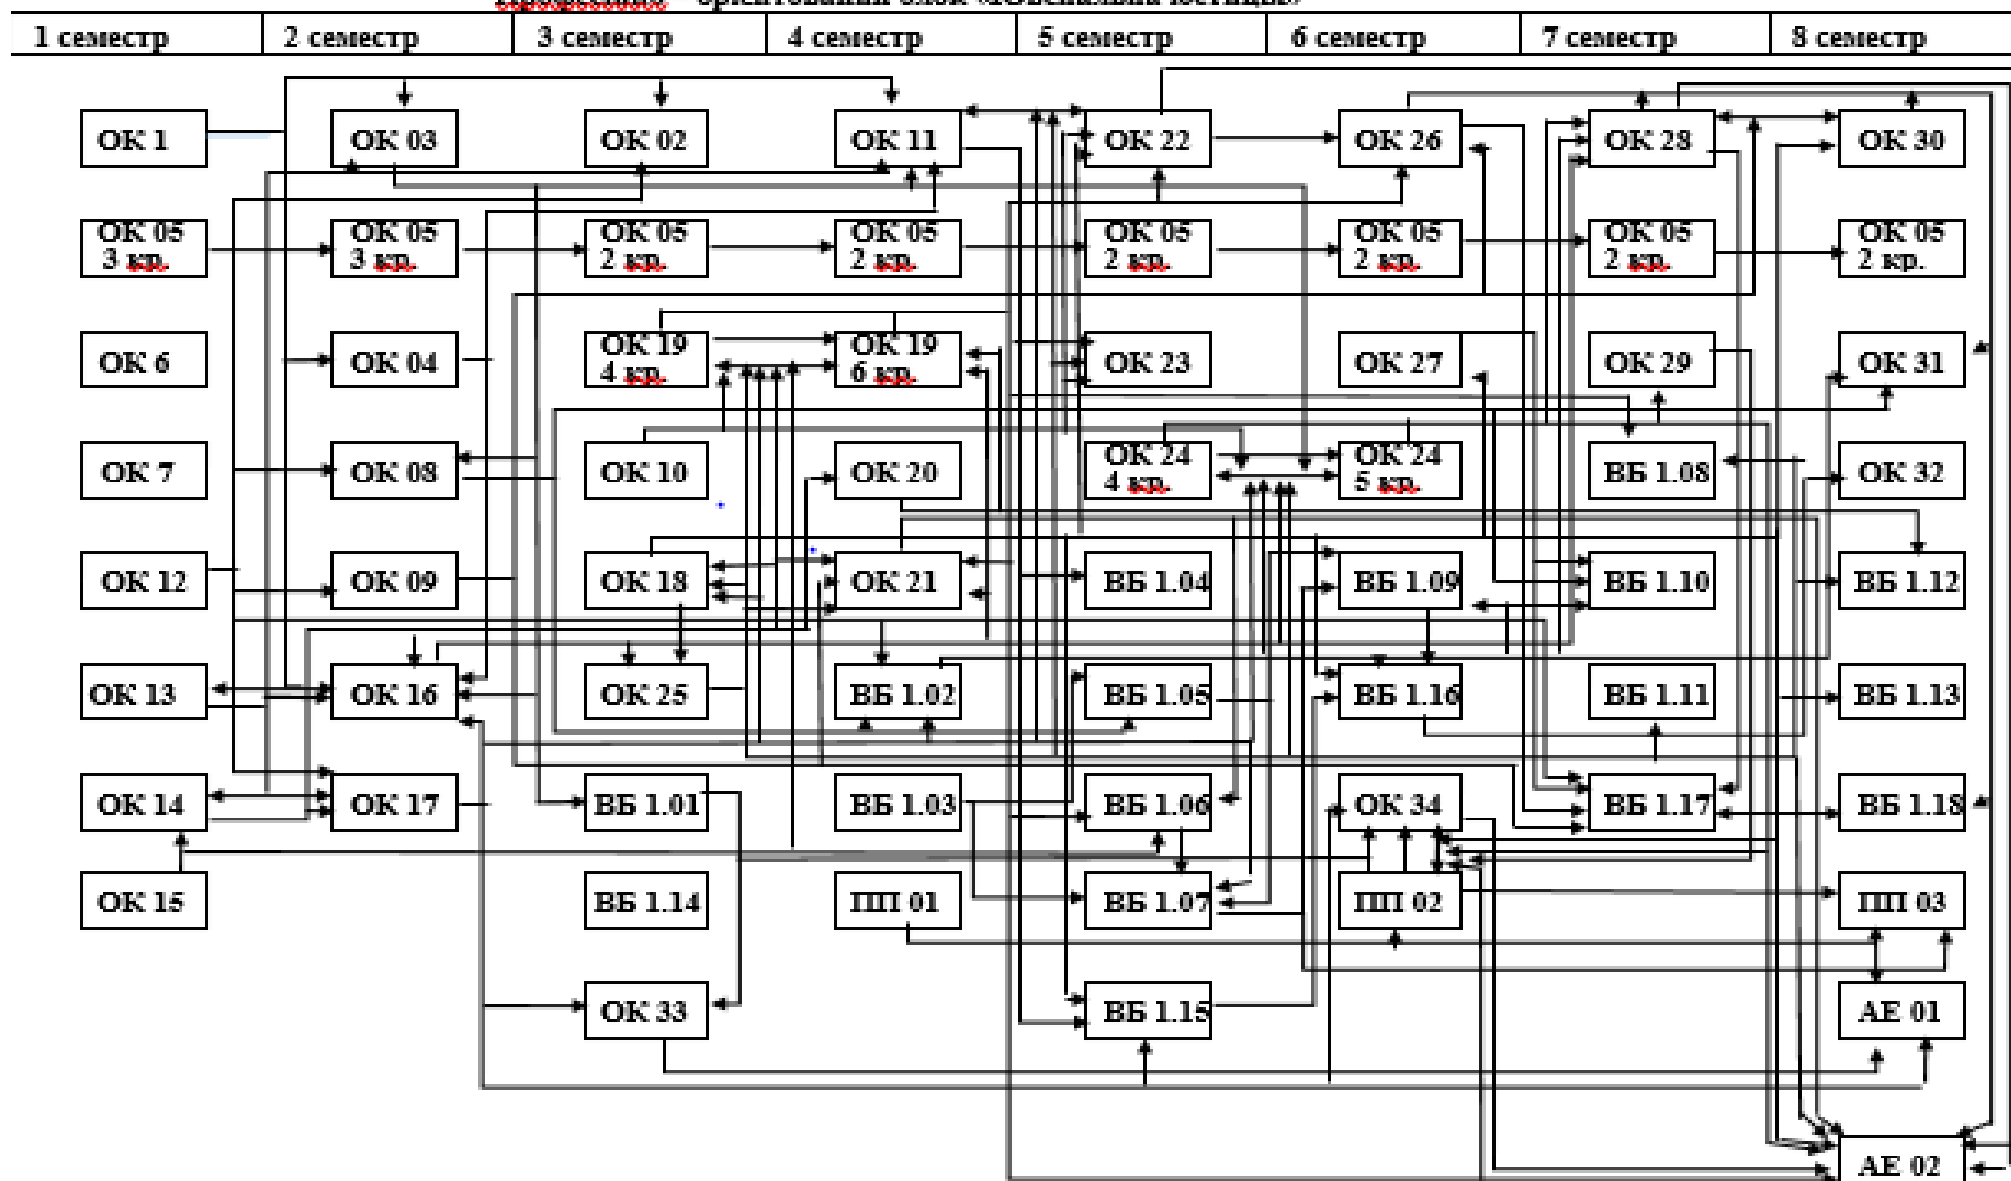 1 семестр 2 семестр 3 семестр 4 семестр 5 семестр 6 семестр 7 семестр 8 семестр
ОК 1 ОК 03 ОК 02 ОК 11 ОК 22 ОК 26 ОК 28 ОК 30
ОК 05 ОК 05 ОК 05 ОК 05 ОК 05 ОК 05 ОК 05 ОК 05
3 кр. 3 кр. 2 кр. 2 кр. 2 кр. 2 кр. 2 кр. 2 кр.
ОК 6 ОК 04 ОК 19 ОК 19 ОК 23 ОК 27 ОК 29 ОК 31
4 кр. 6 кр.
ОК 7 ОК 08 ОК 10 ОК 20 ОК 24 ОК 24 ВБ 1.08 ОК 32
4 кр. 5 кр.
ОК 12 ОК 09 ОК 18 ОК 21 ВБ 1.04 ВБ 1.09 ВБ 1.10 ВБ 1.12
ОК 13 ОК 16 ОК 25 ВБ 1.02 ВБ 1.05 ВБ 1.16 ВБ 1.11 ВБ 1.13
ОК 14 ОК 17 ВБ 1.01 ВБ 1.03 ВБ 1.06 ОК 34 ВБ 1.17 ВБ 1.18
ОК 15 ВБ 1.14 ПП 01 ВБ 1.07 ПП 02 ПП 03
ОК 33 ВБ 1.15 АЕ 01
АЕ 02